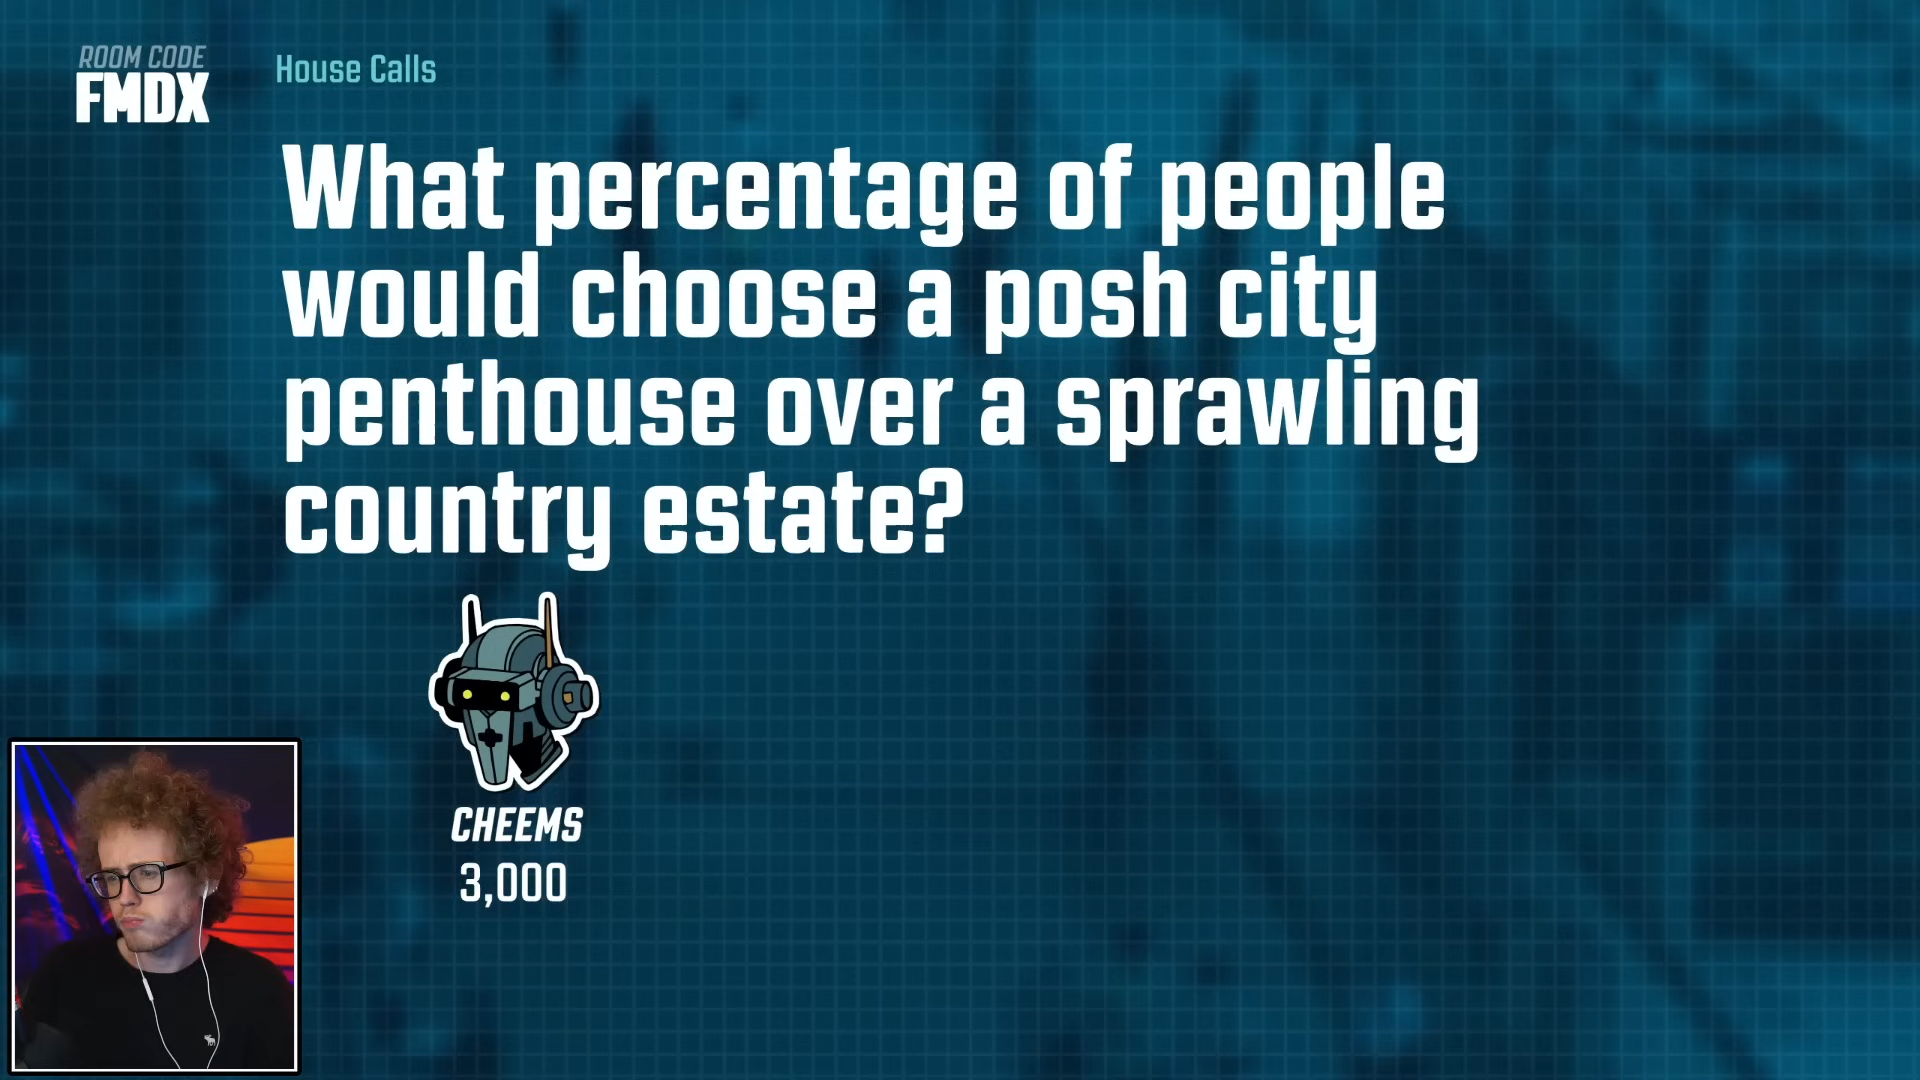 ROOM CODE
FMDX
House Calls
What percentage of people
would choose a posh city
penthouse over a sprawling
country estate?
CHEEMS
3,000